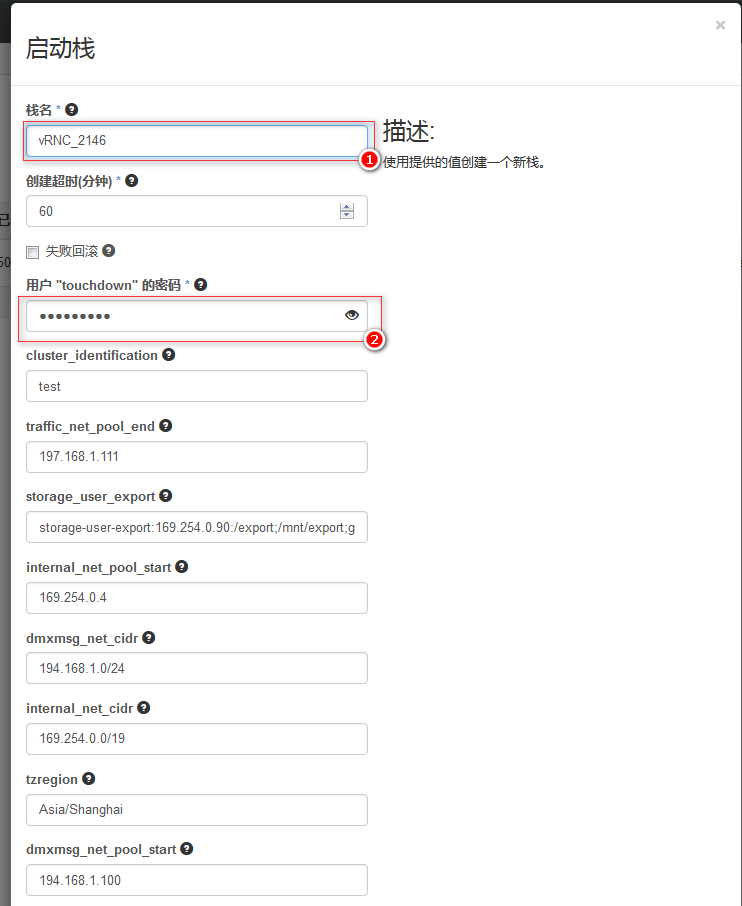 ×
启动栈
栈名 * ?
vRNC_2146
1
描述:
使用提供的值创建一个新栈。
创建超时(分钟) * ?
60
失败回滚 ?
用户 "touchdown" 的密码 * ?
●●●●●●●●●
2
cluster_identification ?
test
traffic_net_pool_end ?
197.168.1.111
storage_user_export ?
storage-user-export:169.254.0.90:/export;/mnt/export;g
internal_net_pool_start ?
169.254.0.4
dmxmsg_net_cidr ?
194.168.1.0/24
internal_net_cidr ?
169.254.0.0/19
tzregion ?
Asia/Shanghai
dmxmsg_net_pool_start ?
194.168.1.100